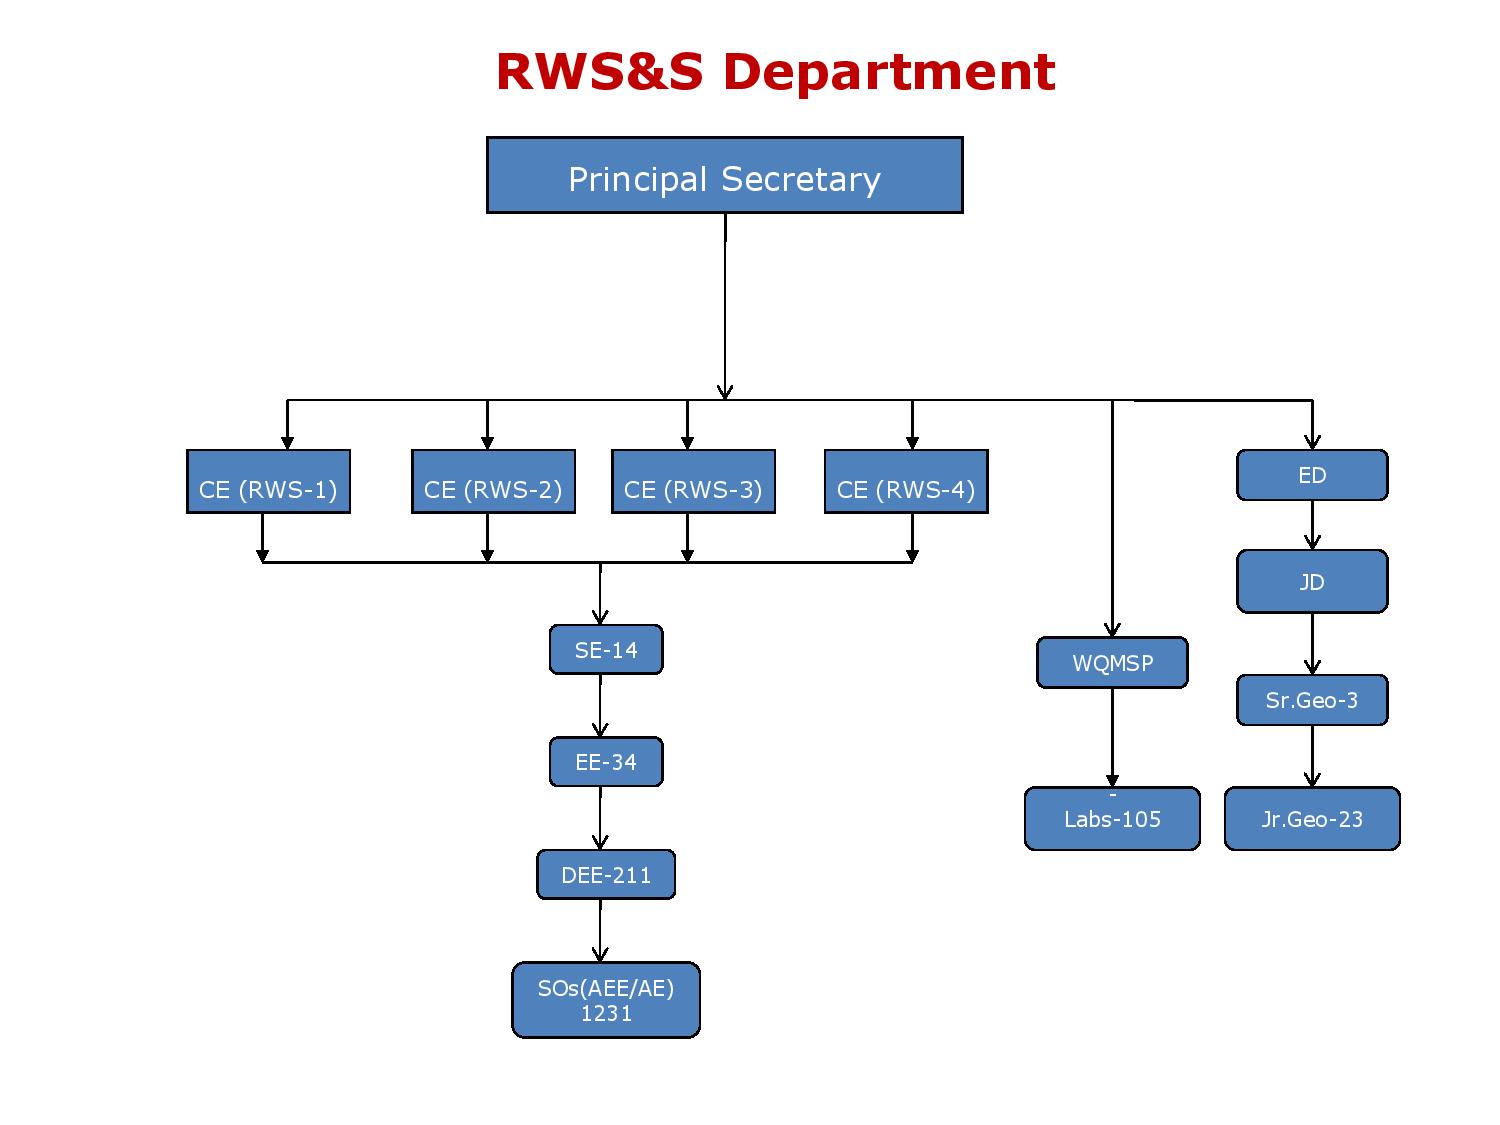 RWS&S Department
Principal Secretary
CE (RWS-1)
CE (RWS-2)
CE (RWS-3)
CE (RWS-4)
ED
JD
SE-14
WQMSP
Sr.Geo-3
EE-34
-
Labs-105
Jr.Geo-23
DEE-211
SOs(AEE/AE)
1231